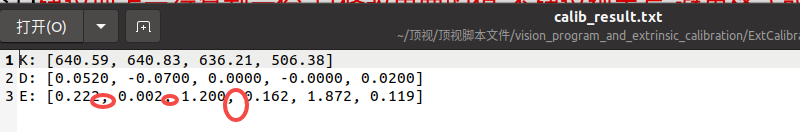 打开(O)
calib_result.txt
~/顶视/顶视脚本文件/vision_program_and_extrinsic_calibration/ExtCalibra
1 K: [640.59, 640.83, 636.21, 506.38]
2 D: [0.0520, -0.0700, 0.0000, -0.0000, 0.0200]
3 E: [0.222, 0.002, 1.200, 0.162, 1.872, 0.119]